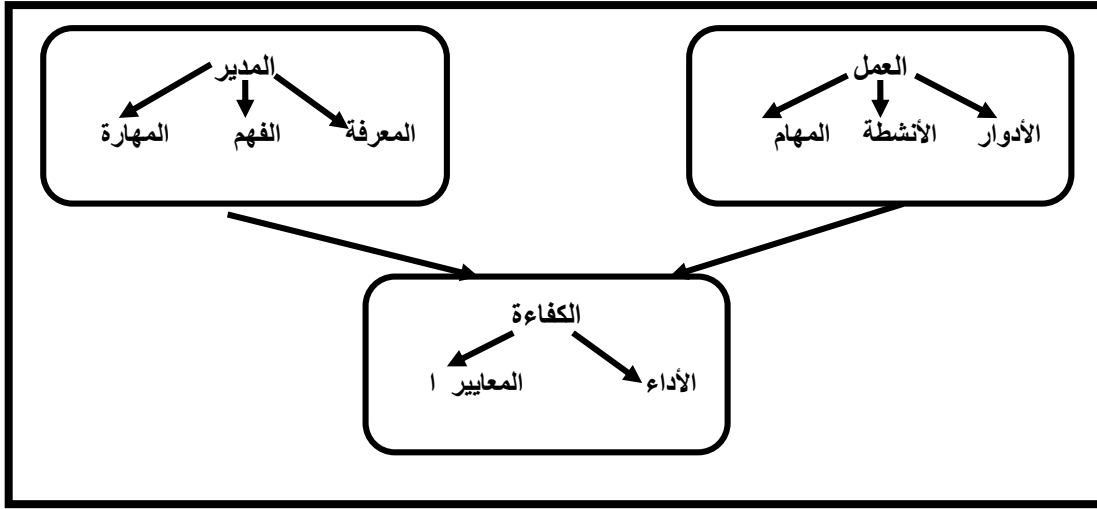 العمل
الأدوار الأنشطة المهام
المدير
المعرفة الفهم المهارة
الكفاءة
الأداء المعايير ا